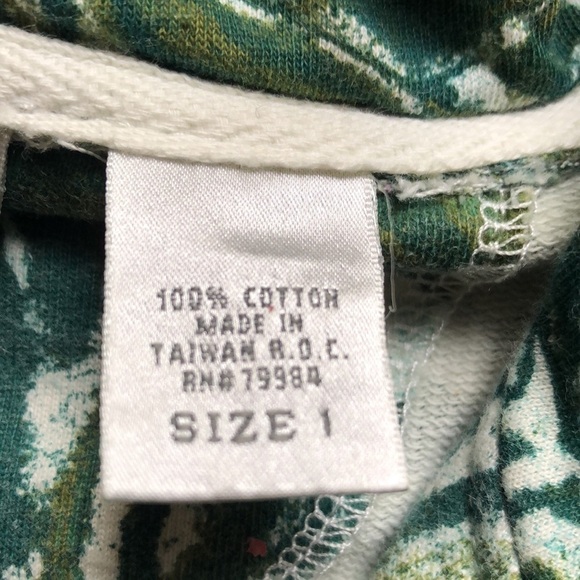 100% COTTON
MADE IN
TAIWAN R.O.C.
RN# 79984
SIZE 1